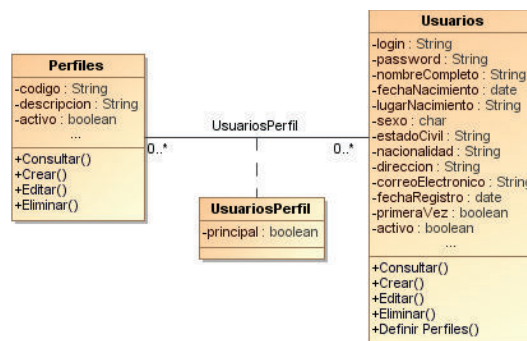 Perfiles
-codigo : String
-descripcion : String
-activo : boolean
...
+Consultar()
+Crear()
+Editar()
+Eliminar()
UsuariosPerfil
0..*
0..*
UsuariosPerfil
-principal : boolean
Usuarios
-login : String
-password : String
-nombreCompleto : String
-fechaNacimiento : date
-lugarNacimiento : String
-sexo : char
-estadoCivil : String
-nacionalidad : String
-direccion : String
-correoElectronico : String
-fechaRegistro : date
-primeraVez : boolean
-activo : boolean
...
+Consultar()
+Crear()
+Editar()
+Eliminar()
+Definir Perfiles()